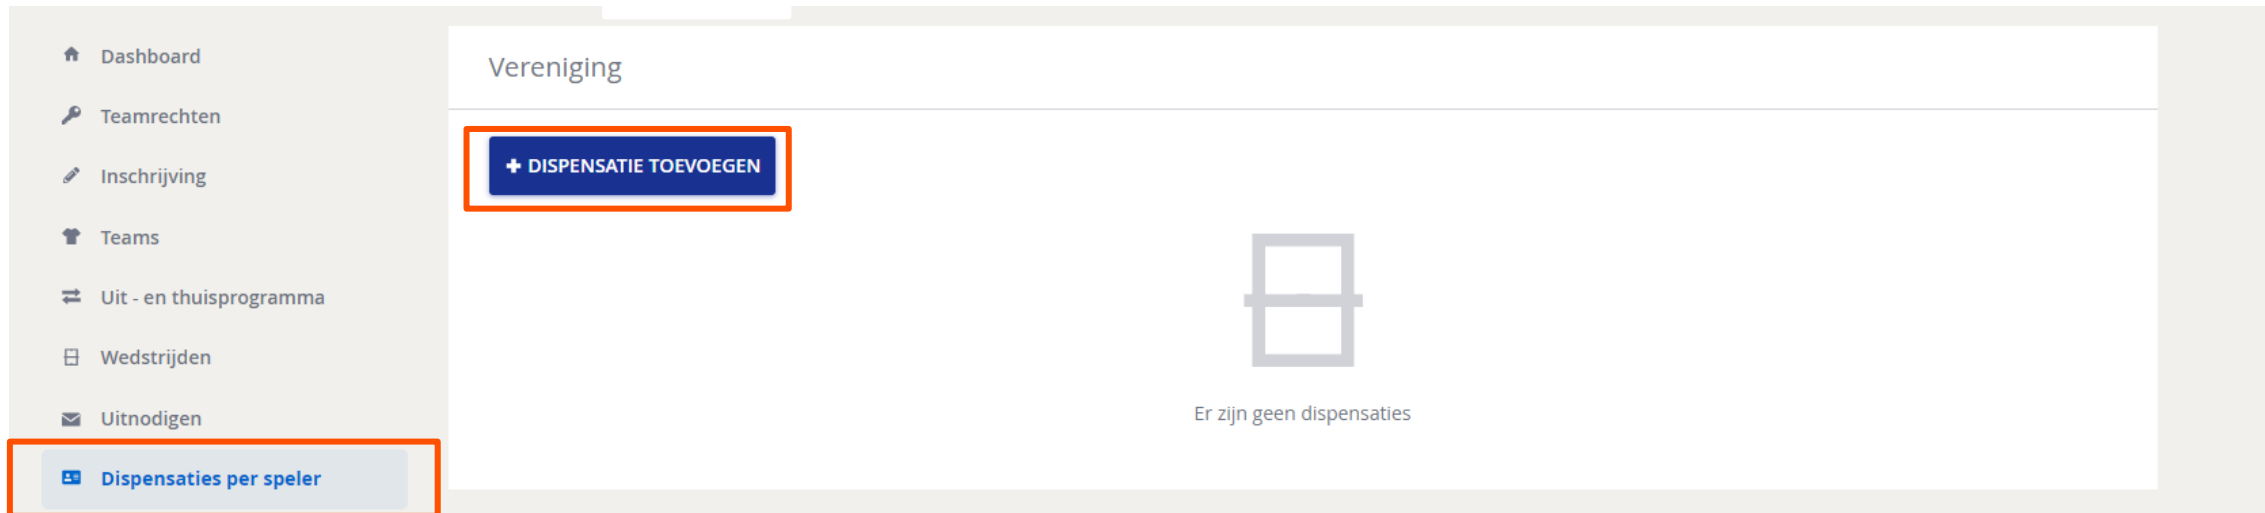 Dashboard
Teamrechten
Inschrijving
Teams
Uit - en thuisprogramma
Wedstrijden
Uitnodigen
Dispensaties per speler
Vereniging
+ DISPENSATIE TOEVOEGEN
Er zijn geen dispensaties